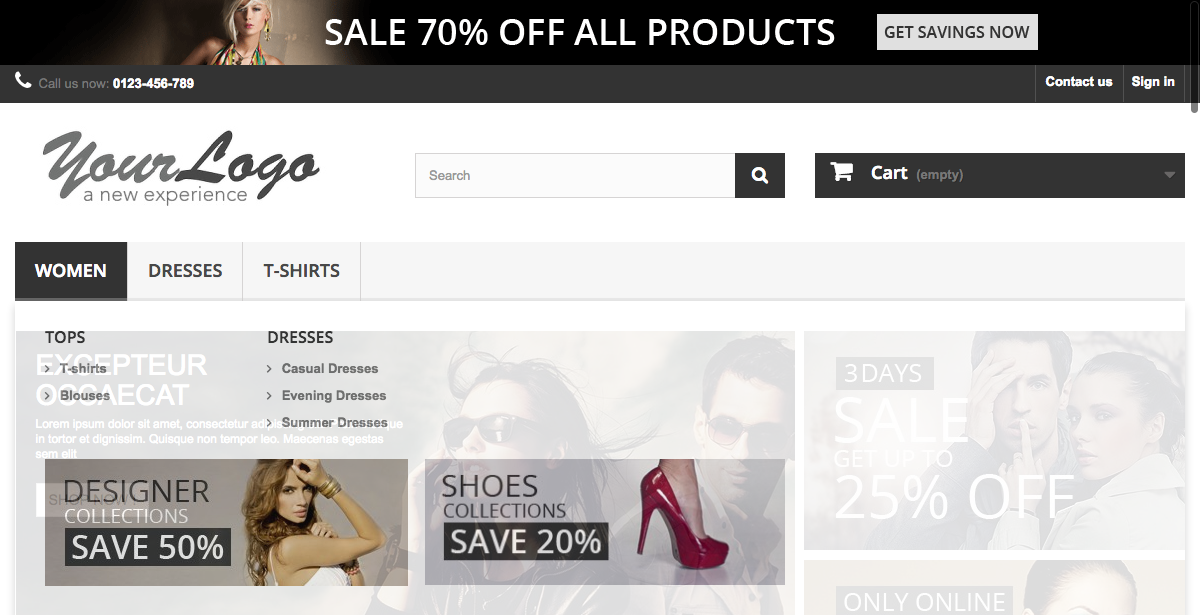 SALE 70% OFF ALL PRODUCTS
GET SAVINGS NOW
Call us now: 0123-456-789
Contact us
Sign in
YourLogo
a new experience
Search
Cart (empty)
WOMEN
DRESSES
T-SHIRTS
TOPS
T-shirts
Blouses
DRESSES
Casual Dresses
Evening Dresses
Summer Dresses
EXCEPTEUR
OCCAECAT
Lorem ipsum dolor sit amet, consectetur
in tortor et dignissim. Quisque non tempor leo. Maecenas egestas
sem elit
SHOP NOW !
DESIGNER
COLLECTIONS
SAVE 50%
SHOES
COLLECTIONS
SAVE 20%
3 DAYS
SALE
GET UP TO
25% OFF
ONLY ONLINE